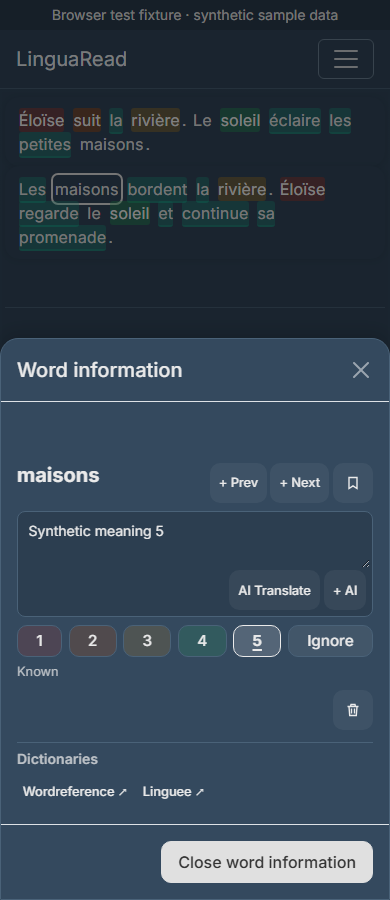 Browser test fixture · synthetic sample data
LinguaRead
Éloïse suit la rivière. Le soleil éclaire les
petites maisons.
Les maisons bordent la rivière. Éloïse
regarde le soleil et continue sa
promenade.
Word information
maisons
+ Prev + Next
Synthetic meaning 5
AI Translate + AI
1 2 3 4 5 Ignore
Known
Dictionaries
Wordreference ↗ Linguee ↗
Close word information